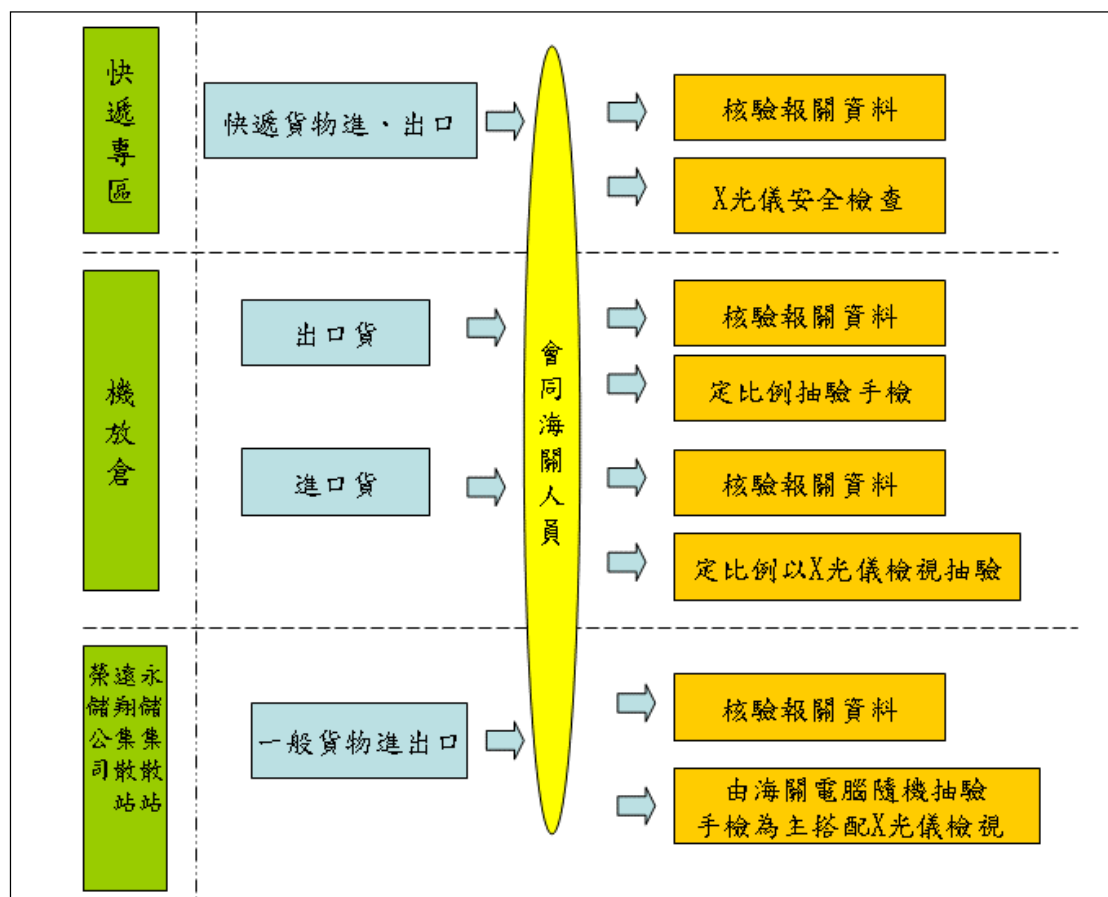 快遞專區
快遞貨物進、出口
核驗報關資料
X光儀安全檢查
會同海關人員
機放倉
出口貨
核驗報關資料
定比例抽驗手檢
進口貨
核驗報關資料
定比例以X光儀檢視抽驗
永儲集散站
遠翔集散站
榮儲公司
一般貨物進出口
核驗報關資料
由海關電腦隨機抽驗
手檢為主搭配X光儀檢視